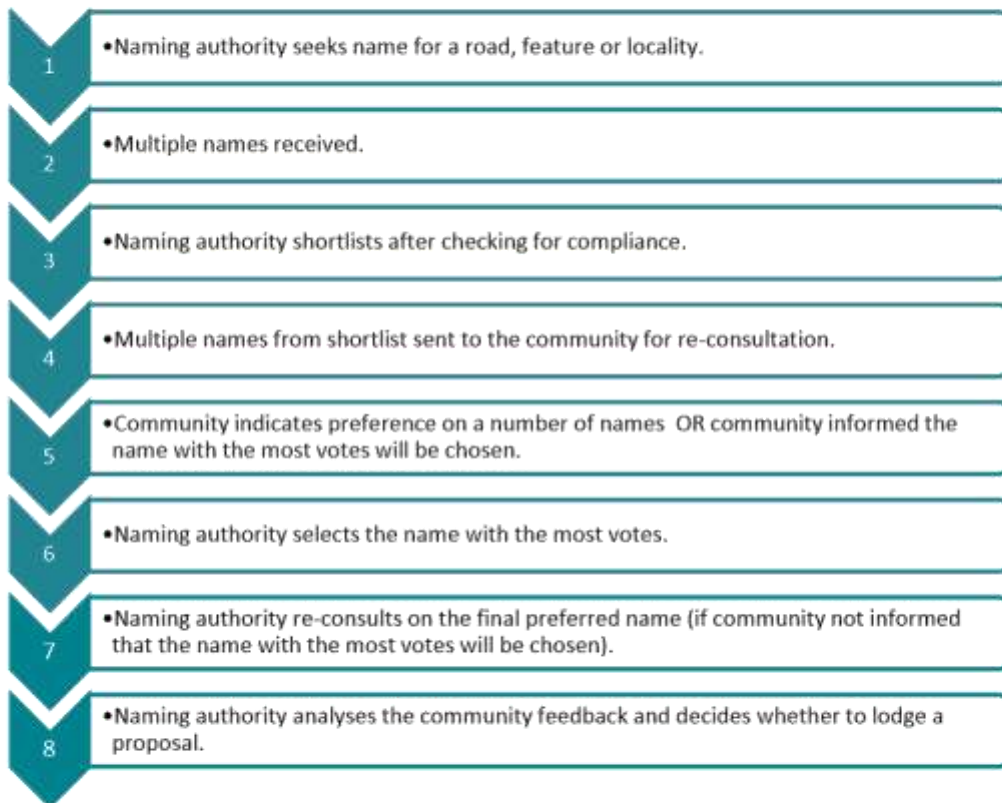 1
•Naming authority seeks name for a road, feature or locality.
2
•Multiple names received.
3
•Naming authority shortlists after checking for compliance.
4
•Multiple names from shortlist sent to the community for re-consultation.
5
•Community indicates preference on a number of names  OR community informed the
name with the most votes will be chosen.
6
•Naming authority selects the name with the most votes.
7
•Naming authority re-consults on the final preferred name (if community not informed
that the name with the most votes will be chosen).
8
•Naming authority analyses the community feedback and decides whether to lodge a
proposal.